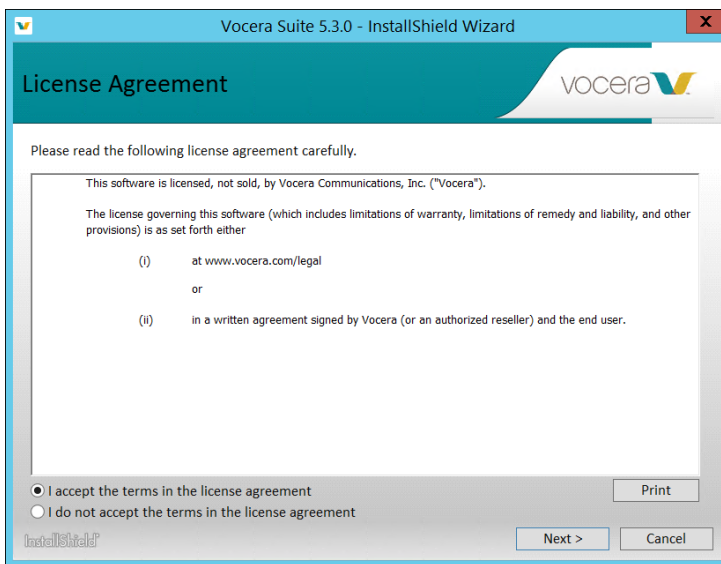 Vocera Suite 5.3.0 - InstallShield Wizard
x
License Agreement
vocera
Please read the following license agreement carefully.
This software is licensed, not sold, by Vocera Communications, Inc. ("Vocera").
The license governing this software (which includes limitations of warranty, limitations of remedy and liability, and other
provisions) is as set forth either
(i) at www.vocera.com/legal
or
(ii) in a written agreement signed by Vocera (or an authorized reseller) and the end user.
I accept the terms in the license agreement
Print
I do not accept the terms in the license agreement
InstallShield
Next >
Cancel